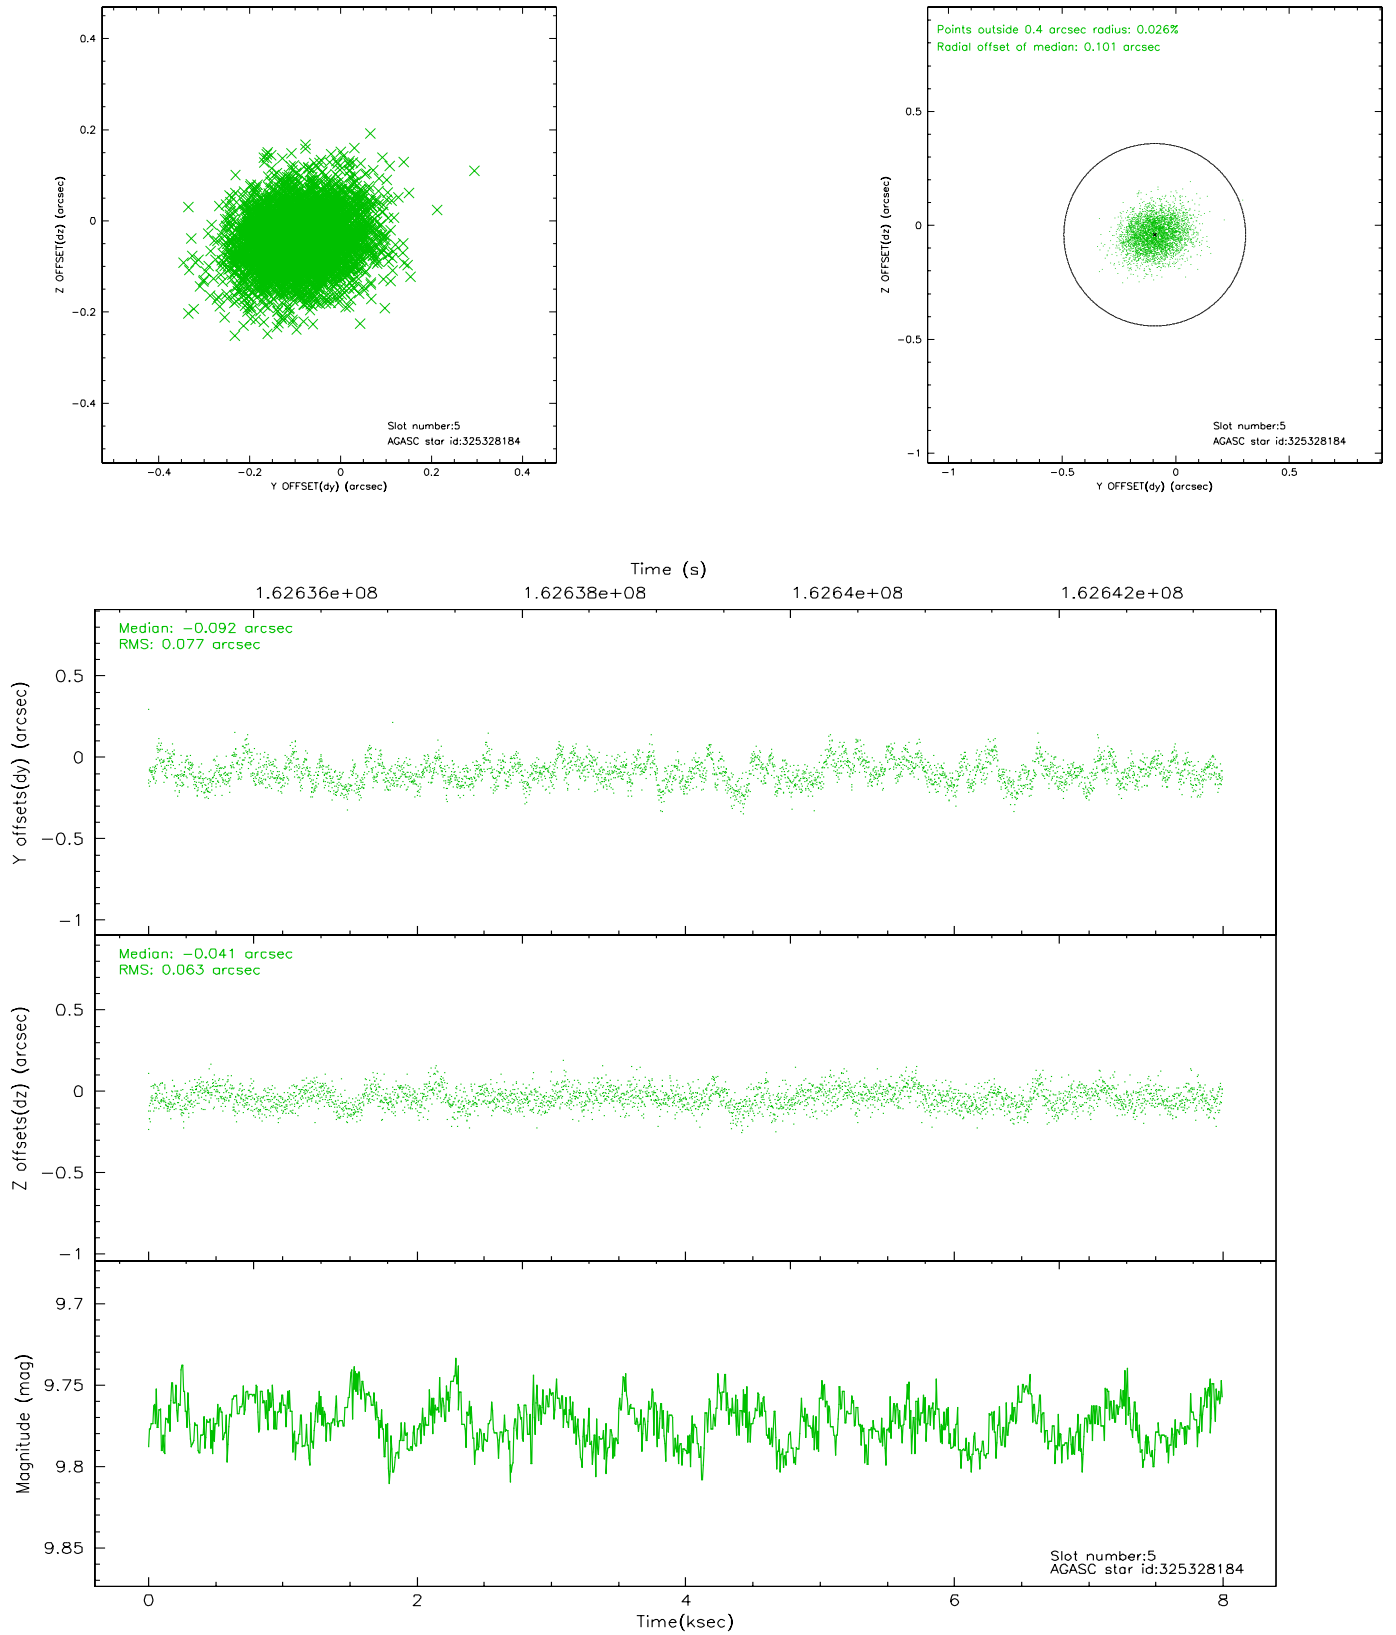 0.4
0.2
0
−0.2
−0.4
Z OFFSET(dz) (arcsec)
Slot number:5
AGASC star id:325328184
−0.4 −0.2 0 0.2 0.4
Y OFFSET(dy) (arcsec)
Points outside 0.4 arcsec radius: 0.026%
Radial offset of median: 0.101 arcsec
0.5
0
−0.5
−1
Z OFFSET(dz) (arcsec)
Slot number:5
AGASC star id:325328184
−1 −0.5 0 0.5
Y OFFSET(dy) (arcsec)
Time (s)
1.62636e+08 1.62638e+08 1.6264e+08 1.62642e+08
Median: −0.092 arcsec
RMS: 0.077 arcsec
0.5
0
−0.5
−1
Y offsets(dy) (arcsec)
Median: −0.041 arcsec
RMS: 0.063 arcsec
0.5
0
−0.5
−1
Z offsets(dz) (arcsec)
9.7
9.75
9.8
9.85
Magnitude (mag)
Slot number:5
AGASC star id:325328184
0 2 4 6 8
Time(ksec)